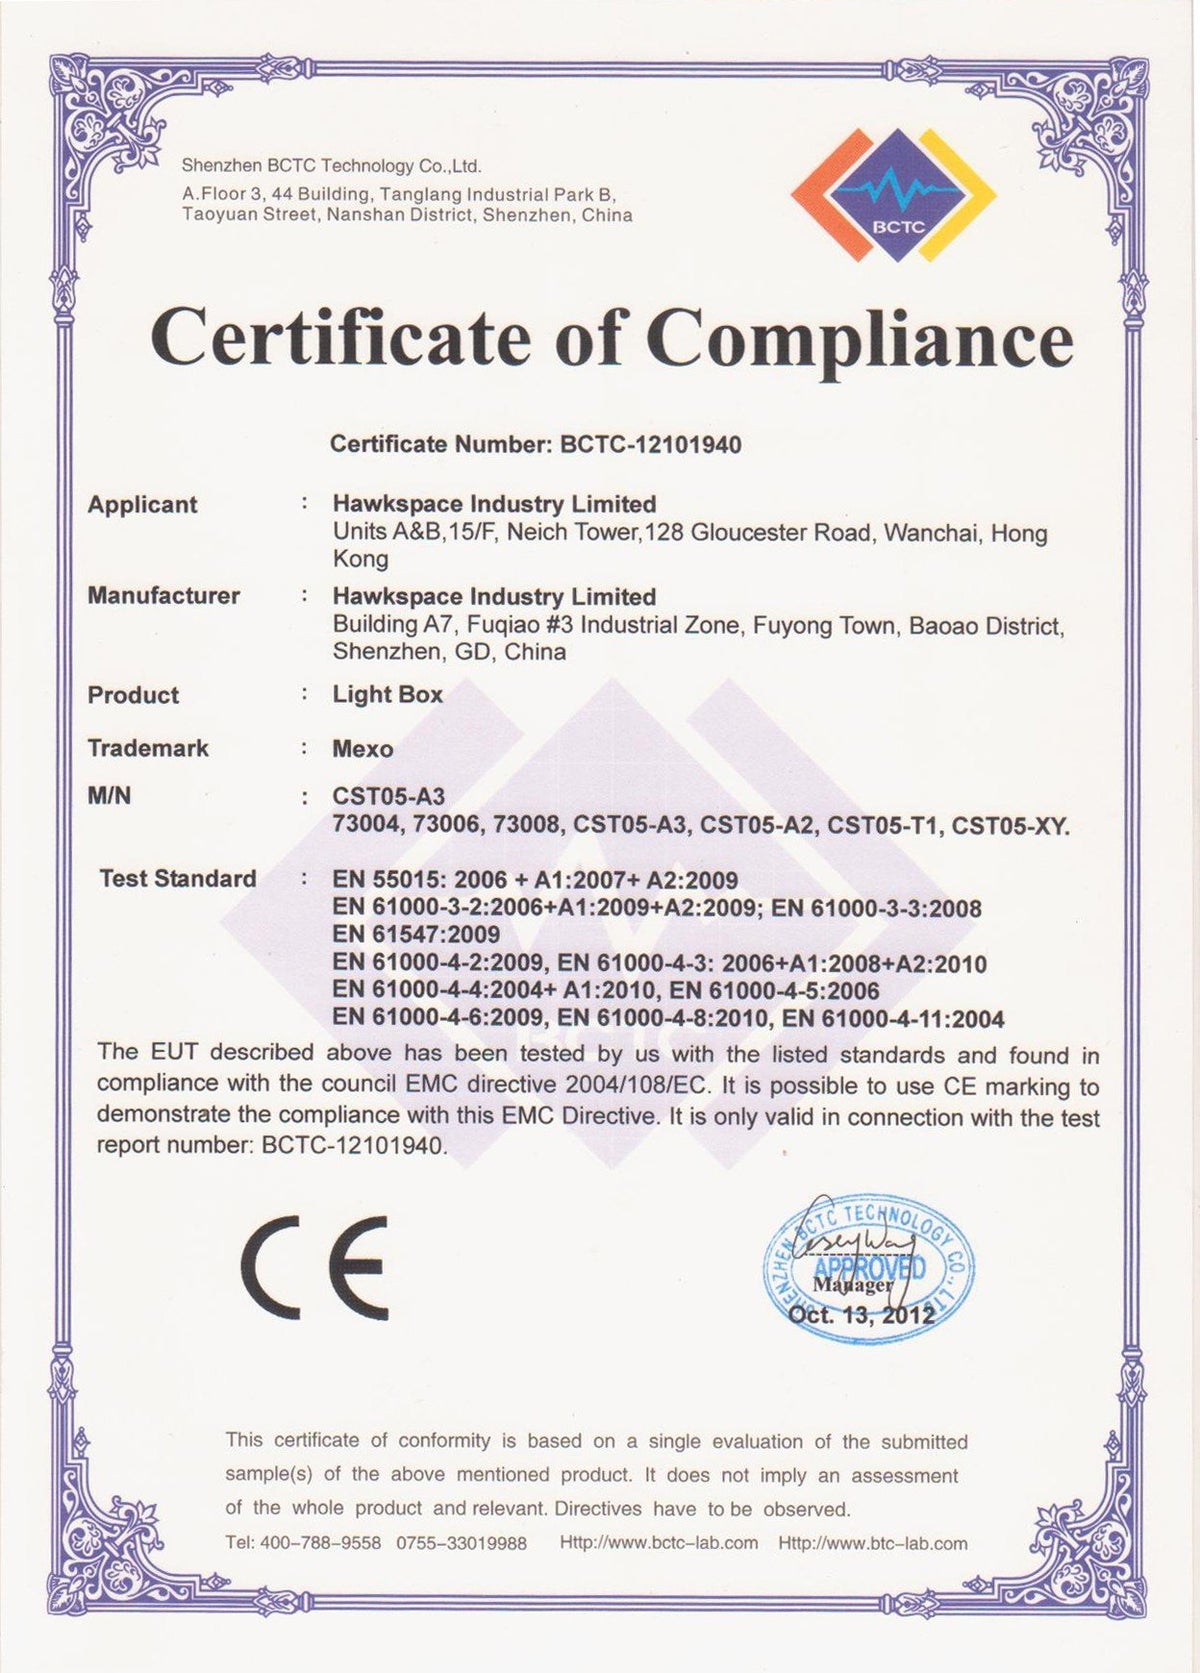 Shenzhen BCTC Technology Co.,Ltd.
A.Floor 3, 44 Building, Tanglang Industrial Park B,
Taoyuan Street, Nanshan District, Shenzhen, China
BCTC
Certificate of Compliance
Certificate Number: BCTC-12101940
Applicant : Hawkspace Industry Limited
Units A&B,15/F, Neich Tower,128 Gloucester Road, Wanchai, Hong
Kong
Manufacturer : Hawkspace Industry Limited
Building A7, Fuqiao #3 Industrial Zone, Fuyong Town, Baoao District,
Shenzhen, GD, China
Product : Light Box
Trademark : Mexo
M/N : CST05-A3
73004, 73006, 73008, CST05-A3, CST05-A2, CST05-T1, CST05-XY.
Test Standard : EN 55015: 2006 + A1:2007+ A2:2009
EN 61000-3-2:2006+A1:2009+A2:2009; EN 61000-3-3:2008
EN 61547:2009
EN 61000-4-2:2009, EN 61000-4-3: 2006+A1:2008+A2:2010
EN 61000-4-4:2004+ A1:2010, EN 61000-4-5:2006
EN 61000-4-6:2009, EN 61000-4-8:2010, EN 61000-4-11:2004
BCTC
The EUT described above has been tested by us with the listed standards and found in
compliance with the council EMC directive 2004/108/EC. It is possible to use CE marking to
demonstrate the compliance with this EMC Directive. It is only valid in connection with the test
report number: BCTC-12101940.
CE
SHENZHEN BCTC TECHNOLOGY CO., LTD
APPROVED
Manager
Oct. 13, 2012
This certificate of conformity is based on a single evaluation of the submitted
sample(s) of the above mentioned product. It does not imply an assessment
of the whole product and relevant. Directives have to be observed.
Tel: 400-788-9558 0755-33019988 Http://www.bctc-lab.com Http://www.btc-lab.com